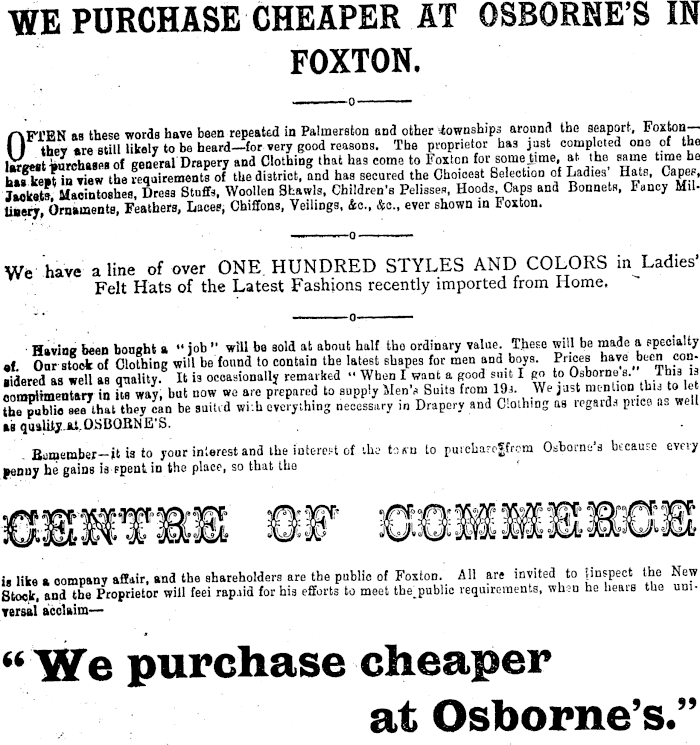 WE PURCHASE CHEAPER AT OSBORNE'S IN
FOXTON.
OFTEN as these words have been repeated in Palmerston and other townships around the seaport, Foxton—
they are still likely to be heard—for very good reasons. The proprietor has just completed one of the
largest purchases of general Drapery and Clothing that has come to Foxton for some time, at the same time he
has kept in view the requirements of the district, and has secured the Choicest Selection of Ladies' Hats, Capes,
Jackets, Macintoshes, Dress Stuffs, Woollen Shawls, Children's Pelisses, Hoods, Caps and Bonnets, Fancy Mil-
linery, Ornaments, Feathers, Laces, Chiffons, Veilings, &c., &c., ever shown in Foxton.
We have a line of over ONE HUNDRED STYLES AND COLORS in Ladies'
Felt Hats of the Latest Fashions recently imported from Home.
Having been bought a "job" will be sold at about half the ordinary value. These will be made a specialty
of. Our stock of Clothing will be found to contain the latest shapes for men and boys. Prices have been con-
sidered as well as quality. It is occasionally remarked "When I want a good suit I go to Osborne's." This is
complimentary in its way, but now we are prepared to supply Men's Suits from 19s. We just mention this to let
the public see that they can be suited with everything necessary in Drapery and Clothing as regards price as well
as quality at OSBORNE'S.
Remember—it is to your interest and the interest of the town to purchase from Osborne's because every
penny he gains is spent in the place, so that the
CENTRE OF COMMERCE
is like a company affair, and the shareholders are the public of Foxton. All are invited to inspect the New
Stock, and the Proprietor will feel rapaid for his efforts to meet the public requirements, when he hears the uni-
versal acclaim—
"We purchase cheaper
at Osborne's."